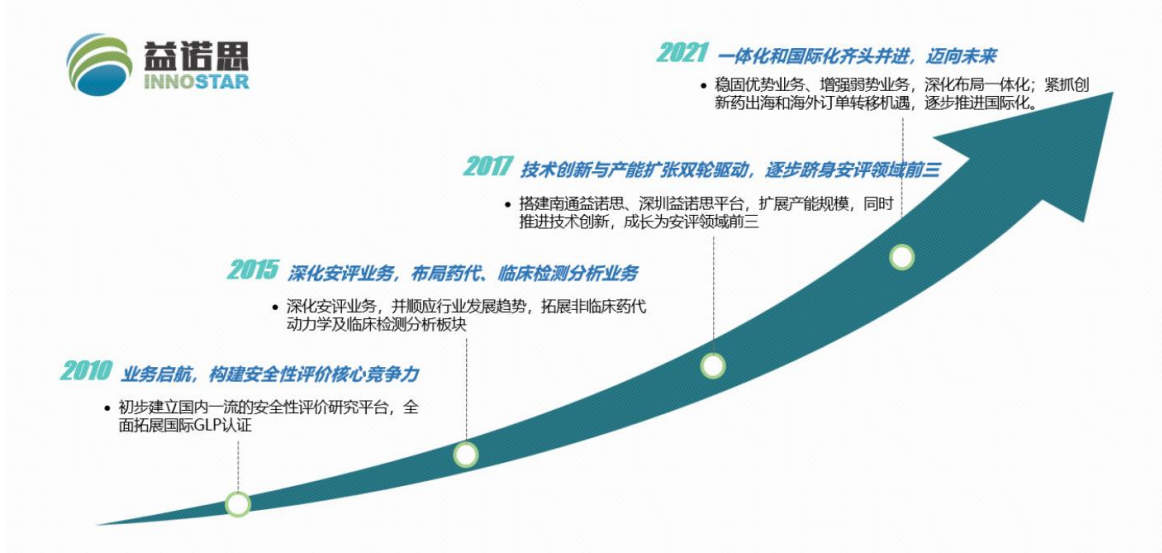 益诺思
INNOSTAR
2021 一体化和国际化齐头并进，迈向未来
• 稳固优势业务、增强弱势业务，深化布局一体化；紧抓创
新药出海和海外订单转移机遇，逐步推进国际化。
2017 技术创新与产能扩张双轮驱动，逐步跻身安评领域前三
• 搭建南通益诺思、深圳益诺思平台，扩展产能规模，同时
推进技术创新，成长为安评领域前三
2015 深化安评业务，布局药代、临床检测分析业务
• 深化安评业务，并顺应行业发展趋势，拓展非临床药代
动力学及临床检测分析板块
2010 业务启航，构建安全性评价核心竞争力
• 初步建立国内一流的安全性评价研究平台，全
面拓展国际GLP认证